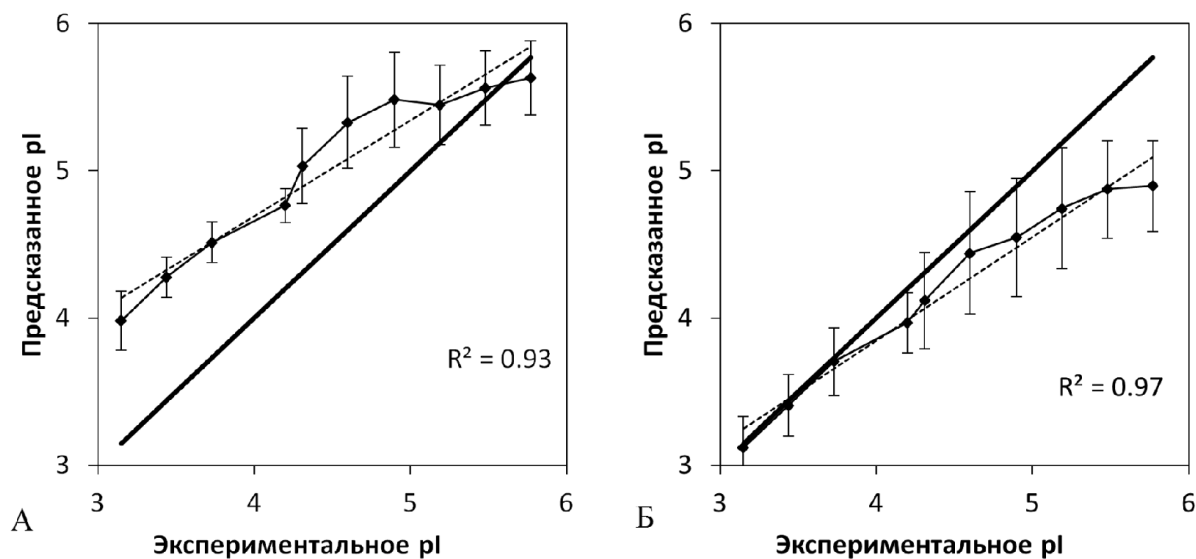 6
5
4
3
Предсказанное pI
R² = 0.93
3
4
5
6
А
Экспериментальное pI
6
5
4
3
Предсказанное pI
R² = 0.97
3
4
5
6
Б
Экспериментальное pI